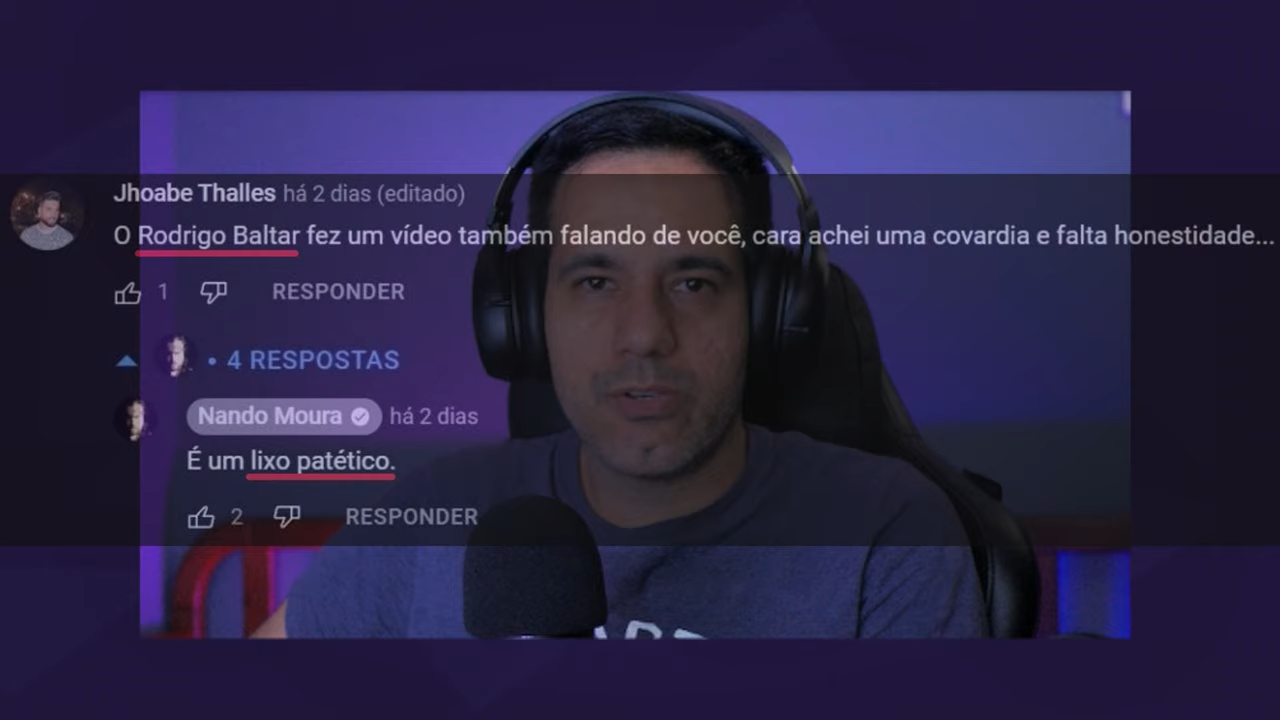 Jhoabe Thalles há 2 dias (editado)
O Rodrigo Baltar fez um vídeo também falando de você, cara achei uma covardia e falta honestidade...
1 RESPONDER
• 4 RESPOSTAS
Nando Moura há 2 dias
É um lixo patético.
2 RESPONDER